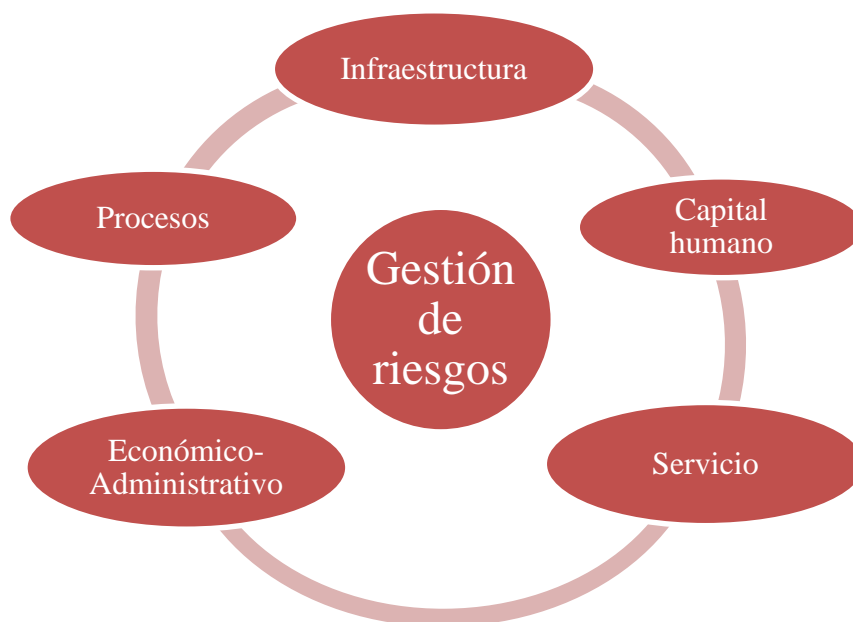 Infraestructura
Capital
humano
Servicio
Económico-
Administrativo
Procesos
Gestión
de
riesgos